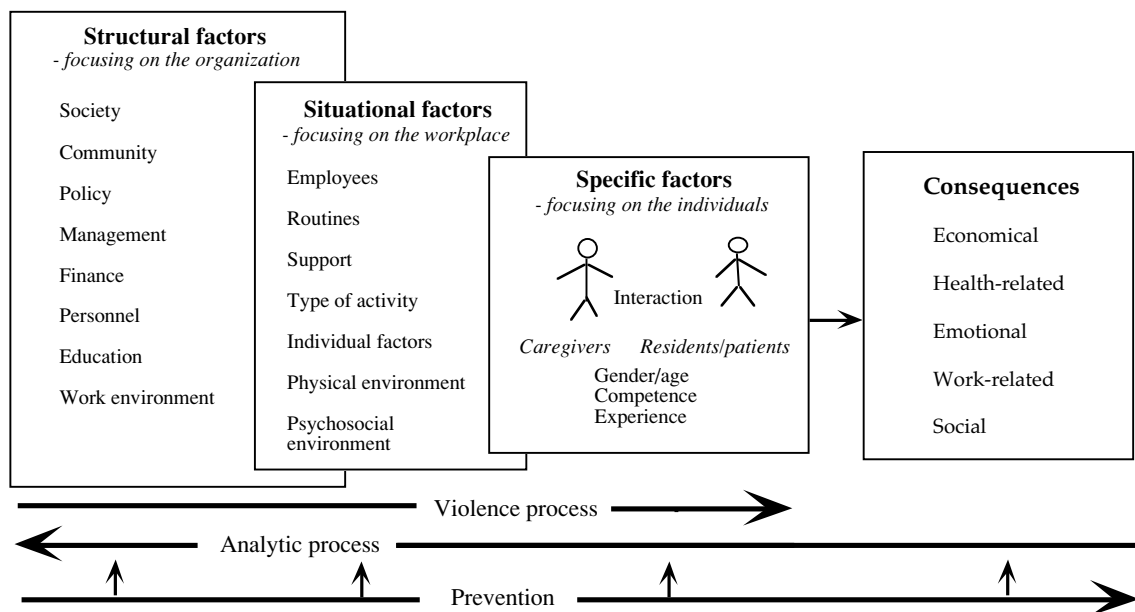 Structural factors
- focusing on the organization
Society
Community
Policy
Management
Finance
Personnel
Education
Work environment
Situational factors
- focusing on the workplace
Employees
Routines
Support
Type of activity
Individual factors
Physical environment
Psychosocial
environment
Specific factors
- focusing on the individuals
Interaction
Caregivers
Residents/patients
Gender/age
Competence
Experience
Consequences
Economical
Health-related
Emotional
Work-related
Social
Violence process
Analytic process
Prevention